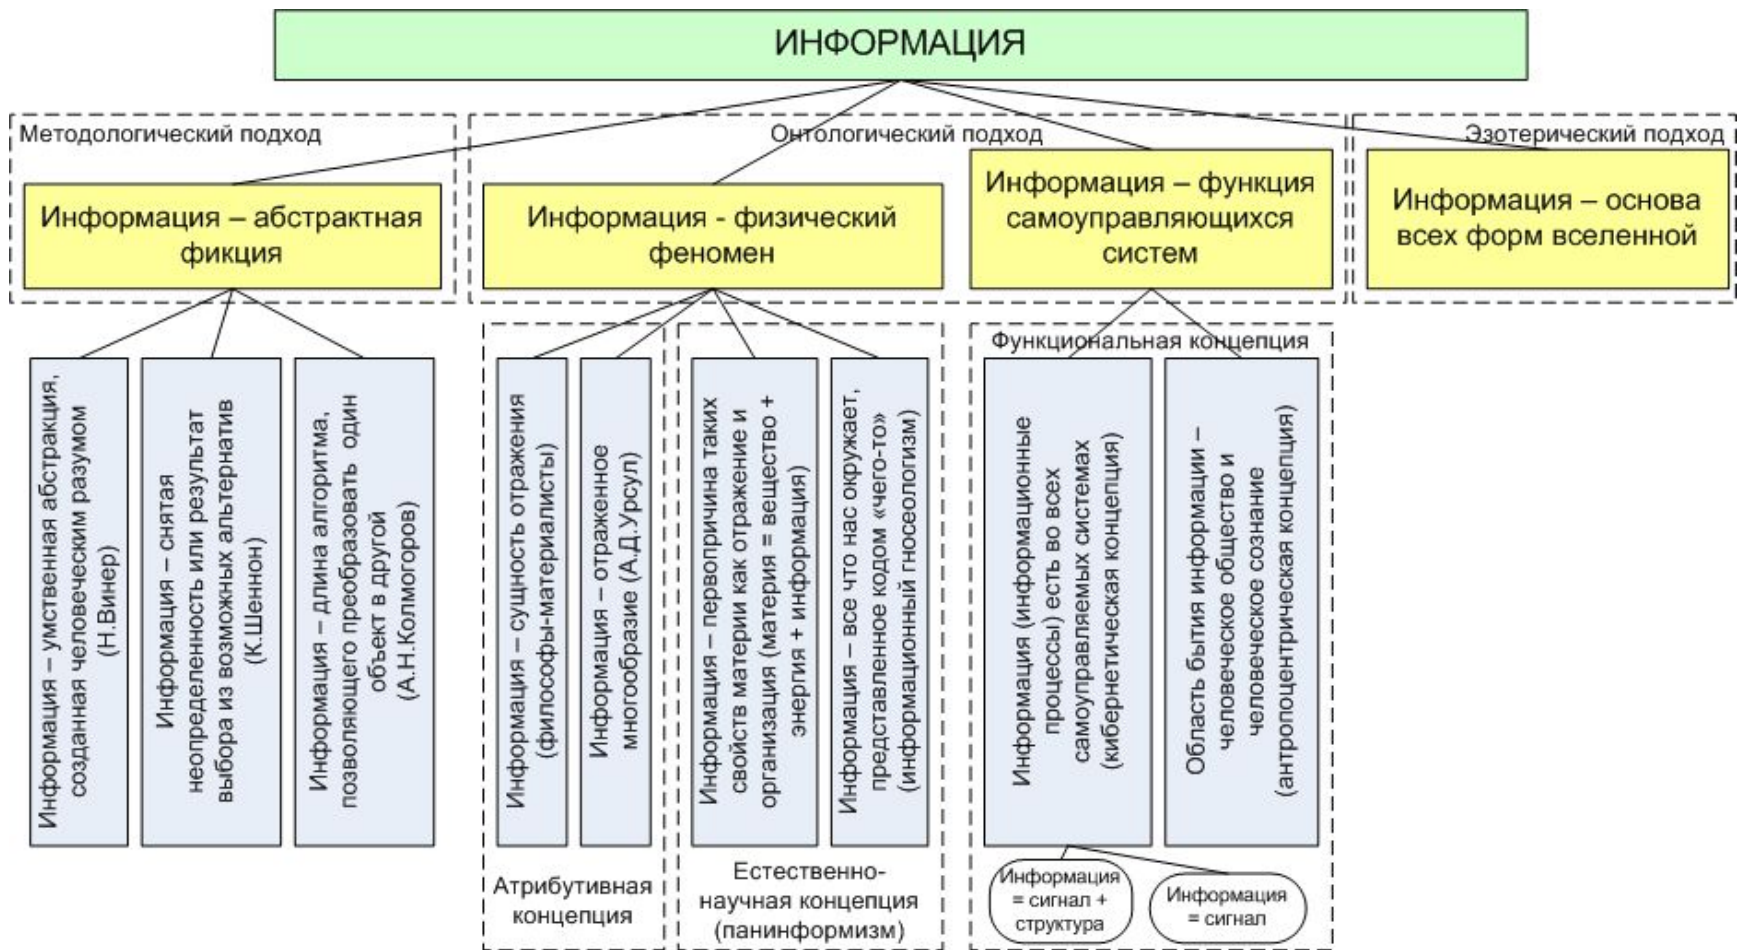 ИНФОРМАЦИЯ
Методологический подход
Онтологический подход
Эзотерический подход
Информация – абстрактная
фикция
Информация - физический
феномен
Информация – функция
самоуправляющихся
систем
Информация – основа
всех форм вселенной
Информация – умственная абстракция,
созданная человеческим разумом
(Н.Винер)
Информация – снятая
неопределенность или результат
выбора из возможных альтернатив
(К.Шеннон)
Информация – длина алгоритма,
позволяющего преобразовать один
объект в другой
(А.Н.Колмогоров)
Информация – сущность отражения
(философы-материалисты)
Информация – отраженное
многообразие (А.Д.Урсул)
Атрибутивная
концепция
Информация – первопричина таких
свойств материи как отражение и
организация (материя = вещество +
энергия + информация)
Информация – все что нас окружает,
представленное кодом «чего-то»
(информационный гносеологизм)
Естественно-
научная концепция
(панинформизм)
Функциональная концепция
Информация (информационные
процессы) есть во всех
самоуправляемых системах
(кибернетическая концепция)
Область бытия информации –
человеческое общество и
человеческое сознание
(антропоцентрическая концепция)
Информация
= сигнал +
структура
Информация
= сигнал